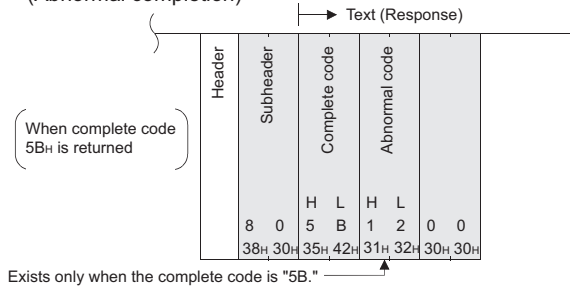 (Abnormal completion)
Text (Response)
Header
Subheader
Complete code
Abnormal code
When complete code
5BH is returned
H L H L
8 0 5 B 1 2 0 0
38H 30H 35H 42H 31H 32H 30H 30H
Exists only when the complete code is "5B."